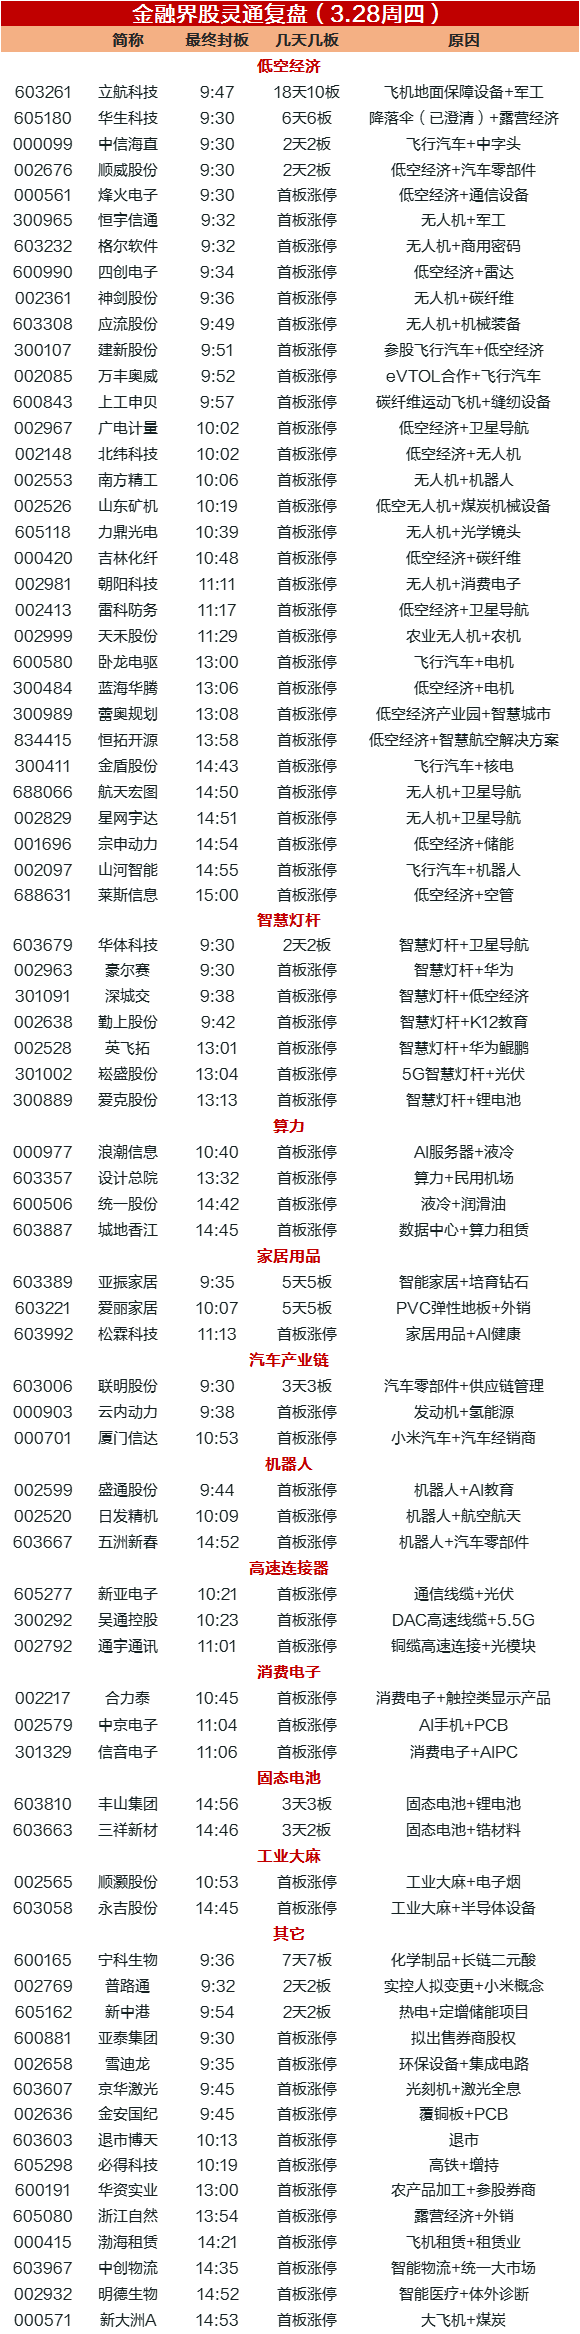 金融界股灵通复盘（3.28周四）
简称 最终封板 几天几板 原因
低空经济
603261 立航科技 9:47 18天10板 飞机地面保障设备+军工
605180 华生科技 9:30 6天6板 降落伞（已澄清）+露营经济
000099 中信海直 9:30 2天2板 飞行汽车+中字头
002676 顺威股份 9:30 2天2板 低空经济+汽车零部件
000561 烽火电子 9:30 首板涨停 低空经济+通信设备
300965 恒宇信通 9:32 首板涨停 无人机+军工
603232 格尔软件 9:32 首板涨停 无人机+商用密码
600990 四创电子 9:34 首板涨停 低空经济+雷达
002361 神剑股份 9:36 首板涨停 无人机+碳纤维
603308 应流股份 9:49 首板涨停 无人机+机械装备
300107 建新股份 9:51 首板涨停 参股飞行汽车+低空经济
002085 万丰奥威 9:52 首板涨停 eVTOL合作+飞行汽车
600843 上工申贝 9:57 首板涨停 碳纤维运动飞机+缝纫设备
002967 广电计量 10:02 首板涨停 低空经济+卫星导航
002148 北纬科技 10:02 首板涨停 低空经济+无人机
002553 南方精工 10:06 首板涨停 无人机+机器人
002526 山东矿机 10:19 首板涨停 低空无人机+煤炭机械设备
605118 力鼎光电 10:39 首板涨停 无人机+光学镜头
000420 吉林化纤 10:48 首板涨停 低空经济+碳纤维
002981 朝阳科技 11:11 首板涨停 无人机+消费电子
002413 雷科防务 11:17 首板涨停 低空经济+卫星导航
002999 天禾股份 11:29 首板涨停 农业无人机+农机
600580 卧龙电驱 13:00 首板涨停 飞行汽车+电机
300484 蓝海华腾 13:06 首板涨停 低空经济+电机
300989 蕾奥规划 13:08 首板涨停 低空经济产业园+智慧城市
834415 恒拓开源 13:58 首板涨停 低空经济+智慧航空解决方案
300411 金盾股份 14:43 首板涨停 飞行汽车+核电
688066 航天宏图 14:50 首板涨停 无人机+卫星导航
002829 星网宇达 14:51 首板涨停 无人机+卫星导航
001696 宗申动力 14:54 首板涨停 低空经济+储能
002097 山河智能 14:55 首板涨停 飞行汽车+机器人
688631 莱斯信息 15:00 首板涨停 低空经济+空管
智慧灯杆
603679 华体科技 9:30 2天2板 智慧灯杆+卫星导航
002963 豪尔赛 9:30 首板涨停 智慧灯杆+华为
301091 深城交 9:38 首板涨停 智慧灯杆+低空经济
002638 勤上股份 9:42 首板涨停 智慧灯杆+K12教育
002528 英飞拓 13:01 首板涨停 智慧灯杆+华为鲲鹏
301002 崧盛股份 13:04 首板涨停 5G智慧灯杆+光伏
300889 爱克股份 13:13 首板涨停 智慧灯杆+锂电池
算力
000977 浪潮信息 10:40 首板涨停 AI服务器+液冷
603357 设计总院 13:32 首板涨停 算力+民用机场
600506 统一股份 14:42 首板涨停 液冷+润滑油
603887 城地香江 14:45 首板涨停 数据中心+算力租赁
家居用品
603389 亚振家居 9:35 5天5板 智能家居+培育钻石
603221 爱丽家居 10:07 5天5板 PVC弹性地板+外销
603992 松霖科技 11:13 首板涨停 家居用品+AI健康
汽车产业链
603006 联明股份 9:30 3天3板 汽车零部件+供应链管理
000903 云内动力 9:38 首板涨停 发动机+氢能源
000701 厦门信达 10:53 首板涨停 小米汽车+汽车经销商
机器人
002599 盛通股份 9:44 首板涨停 机器人+AI教育
002520 日发精机 10:09 首板涨停 机器人+航空航天
603667 五洲新春 14:52 首板涨停 机器人+汽车零部件
高速连接器
605277 新亚电子 10:21 首板涨停 通信线缆+光伏
300292 吴通控股 10:23 首板涨停 DAC高速线缆+5.5G
002792 通宇通讯 11:01 首板涨停 铜缆高速连接+光模块
消费电子
002217 合力泰 10:45 首板涨停 消费电子+触控类显示产品
002579 中京电子 11:04 首板涨停 AI手机+PCB
301329 信音电子 11:06 首板涨停 消费电子+AIPC
固态电池
603810 丰山集团 14:56 3天3板 固态电池+锂电池
603663 三祥新材 14:46 3天2板 固态电池+锆材料
工业大麻
002565 顺灏股份 10:53 首板涨停 工业大麻+电子烟
603058 永吉股份 14:45 首板涨停 工业大麻+半导体设备
其它
600165 宁科生物 9:36 7天7板 化学制品+长链二元酸
002769 普路通 9:32 2天2板 实控人拟变更+小米概念
605162 新中港 9:54 2天2板 热电+定增储能项目
600881 亚泰集团 9:30 首板涨停 拟出售券商股权
002658 雪迪龙 9:35 首板涨停 环保设备+集成电路
603607 京华激光 9:45 首板涨停 光刻机+激光全息
002636 金安国纪 9:45 首板涨停 覆铜板+PCB
603603 退市博天 10:13 首板涨停 退市
605298 必得科技 10:19 首板涨停 高铁+增持
600191 华资实业 13:00 首板涨停 农产品加工+参股券商
605080 浙江自然 13:54 首板涨停 露营经济+外销
000415 渤海租赁 14:21 首板涨停 飞机租赁+租赁业
603967 中创物流 14:35 首板涨停 智能物流+统一大市场
002932 明德生物 14:52 首板涨停 智能医疗+体外诊断
000571 新大洲A 14:53 首板涨停 大飞机+煤炭